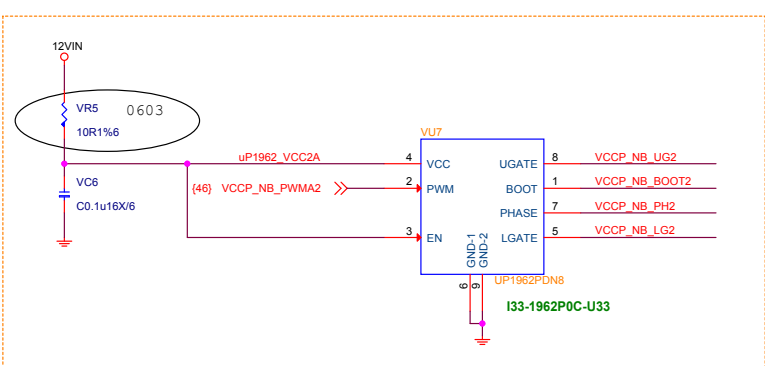 12VIN
VR5 0603
10R1%6
VU7
uP1962_VCC2A 4 VCC UGATE 8 VCCP_NB_UG2
VC6 {46} VCCP_NB_PWMA2 2 PWM BOOT 1 VCCP_NB_BOOT2
C0.1u16X/6 PHASE 7 VCCP_NB_PH2
3 EN LGATE 5 VCCP_NB_LG2
GND-1
GND-2
6
9
UP1962PDN8
I33-1962P0C-U33